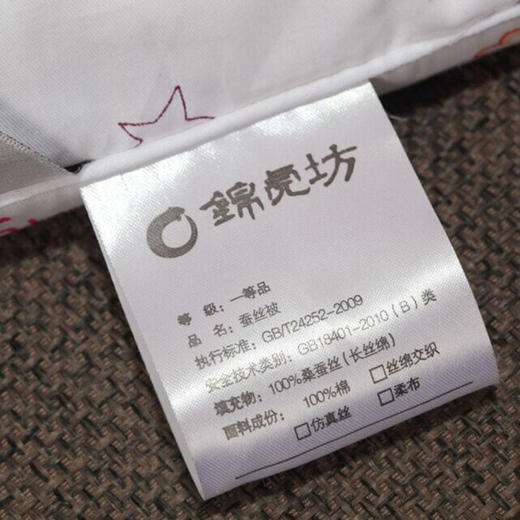 錦虎坊
等 级：一等品
品 名：蚕丝被
执行标准：GB/T24252-2009
安全技术类别：GB18401-2010（B）类
填充物：100%桑蚕丝（长丝绵）
面料成份：100%棉 □丝绵交织
□仿真丝 □柔布